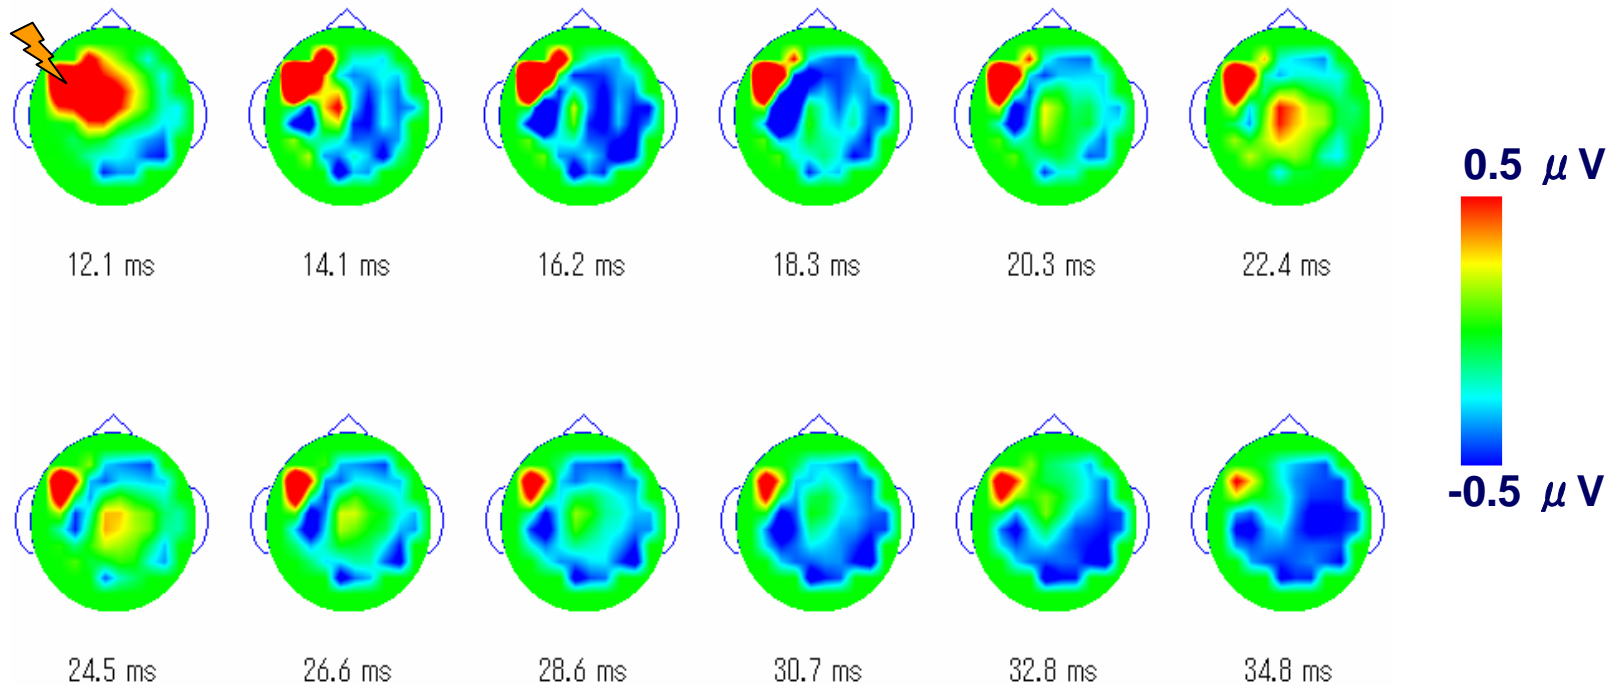 12.1 ms
14.1 ms
16.2 ms
18.3 ms
20.3 ms
22.4 ms
0.5 μV
-0.5 μV
24.5 ms
26.6 ms
28.6 ms
30.7 ms
32.8 ms
34.8 ms